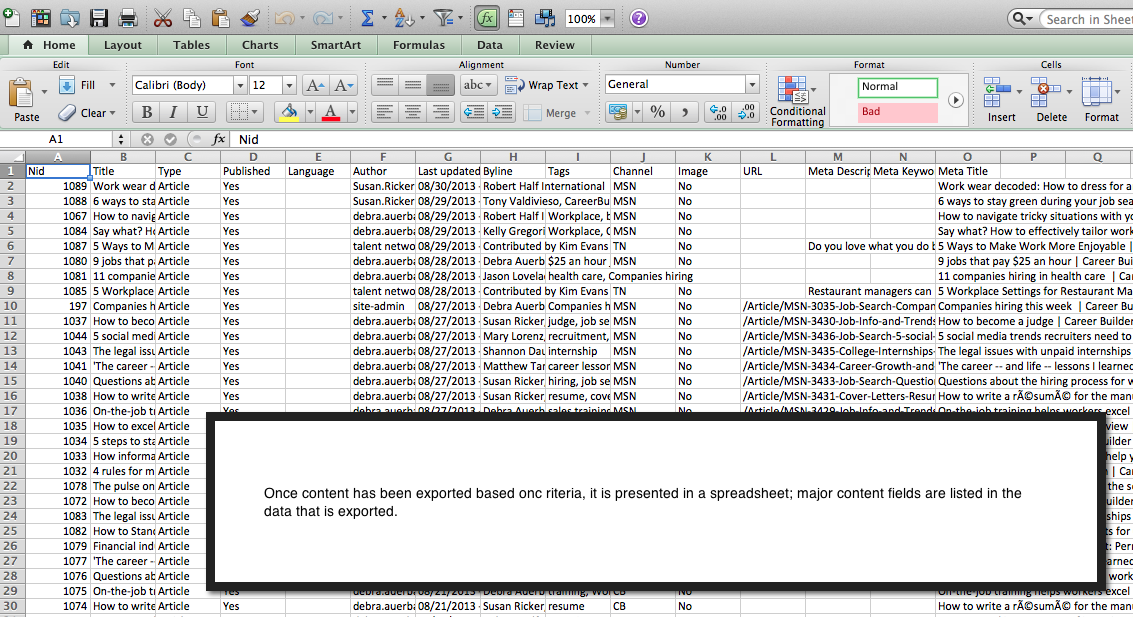 100%
Search in Sheet
Home Layout Tables Charts SmartArt Formulas Data Review
Edit Font Alignment Number Format Cells
Paste Fill Clear Calibri (Body) 12 abc Wrap Text General Normal
B I U Merge % Conditional Formatting Bad Insert Delete Format
A1 fx Nid
A B C D E F G H I J K L M N O P Q
1 Nid Title Type Published Language Author Last updated Byline Tags Channel Image URL Meta Descrip Meta Keywo Meta Title
2 1089 Work wear d Article Yes Susan.Ricker 08/30/2013 - Robert Half International MSN No Work wear decoded: How to dress for a
3 1088 6 ways to sta Article Yes Susan.Ricker 08/29/2013 - Tony Valdivieso, CareerBu MSN No 6 ways to stay green during your job sea
4 1067 How to navig Article Yes debra.auerba 08/29/2013 - Robert Half I Workplace, b MSN No How to navigate tricky situations with yo
5 1084 Say what? Ho Article Yes debra.auerba 08/29/2013 - Kelly Gregori Workplace, C MSN No Say what? How to effectively tailor work
6 1087 5 Ways to M Article Yes talent netwo 08/29/2013 - Contributed by Kim Evans TN No Do you love what you do b 5 Ways to Make Work More Enjoyable |
7 1080 9 jobs that pa Article Yes debra.auerba 08/28/2013 - Debra Auerb $25 an hour MSN No 9 jobs that pay $25 an hour | Career Bui
8 1081 11 companie Article Yes debra.auerba 08/28/2013 - Jason Lovela health care, Companies hiring No 11 companies hiring in health care | Car
9 1085 5 Workplace Article Yes talent netwo 08/28/2013 - Contributed by Kim Evans TN No Restaurant managers can 5 Workplace Settings for Restaurant Ma
10 197 Companies h Article Yes site-admin 08/27/2013 - Debra Auerb Companies h MSN No /Article/MSN-3035-Job-Search-Compan Companies hiring this week | Career Bu
11 1037 How to beco Article Yes debra.auerba 08/27/2013 - Susan Ricker, judge, job se MSN No /Article/MSN-3430-Job-Info-and-Trends How to become a judge | Career Builder
12 1044 5 social medi Article Yes debra.auerba 08/27/2013 - Mary Lorenz, recruitment, MSN No /Article/MSN-3436-Job-Search-5-social- 5 social media trends recruiters need to
13 1043 The legal issu Article Yes debra.auerba 08/27/2013 - Shannon Dau internship MSN No /Article/MSN-3435-College-Internships- The legal issues with unpaid internships
14 1041 'The career - Article Yes debra.auerba 08/27/2013 - Matthew Tar career lesson MSN No /Article/MSN-3434-Career-Growth-and- 'The career -- and life -- lessons I learned
15 1040 Questions ab Article Yes debra.auerba 08/27/2013 - Susan Ricker, hiring, job se MSN No /Article/MSN-3433-Job-Search-Questio Questions about the hiring process for w
16 1038 How to write Article Yes debra.auerba 08/27/2013 - Susan Ricker, resume, cove MSN No /Article/MSN-3431-Cover-Letters-Resur How to write a rÃ©sumÃ© for the manu
17 1036 On-the-job tr Article Yes debra.auerba 08/27/2013 - Debra Auerb sales training MSN No /Article/MSN-3429-Job-Info-and-Trends On-the-job training helps workers excel
18 1035 How to excel Article view
19 1034 5 steps to sta Article uilder
20 1033 How informa Article help y
21 1032 4 rules for m Article | Car
22 1078 The pulse on Article the s
23 1072 How to beco Article uilder
24 1083 The legal issu Article ships
25 1082 How to Stan Article ts for
26 1079 Financial ind Article t: Per
27 1077 'The career - Article arned
28 1076 Questions ab Article work
29 1075 On-the-job tr Article Yes debra.auerba 08/21/2013 - Debra Auerb training, Wo CB No On-the-job training helps workers excel
30 1074 How to write Article Yes debra.auerba 08/21/2013 - Susan Ricker, resume CB No How to write a rÃ©sumÃ© for the manu
Once content has been exported based onc riteria, it is presented in a spreadsheet; major content fields are listed in the
data that is exported.